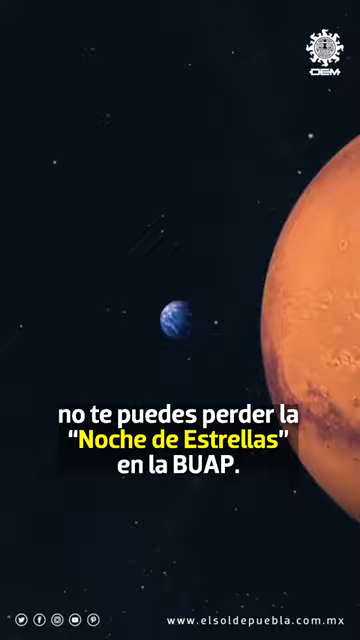 OEM
no te puedes perder la
“Noche de Estrellas”
en la BUAP.
www.elsoldepuebla.com.mx